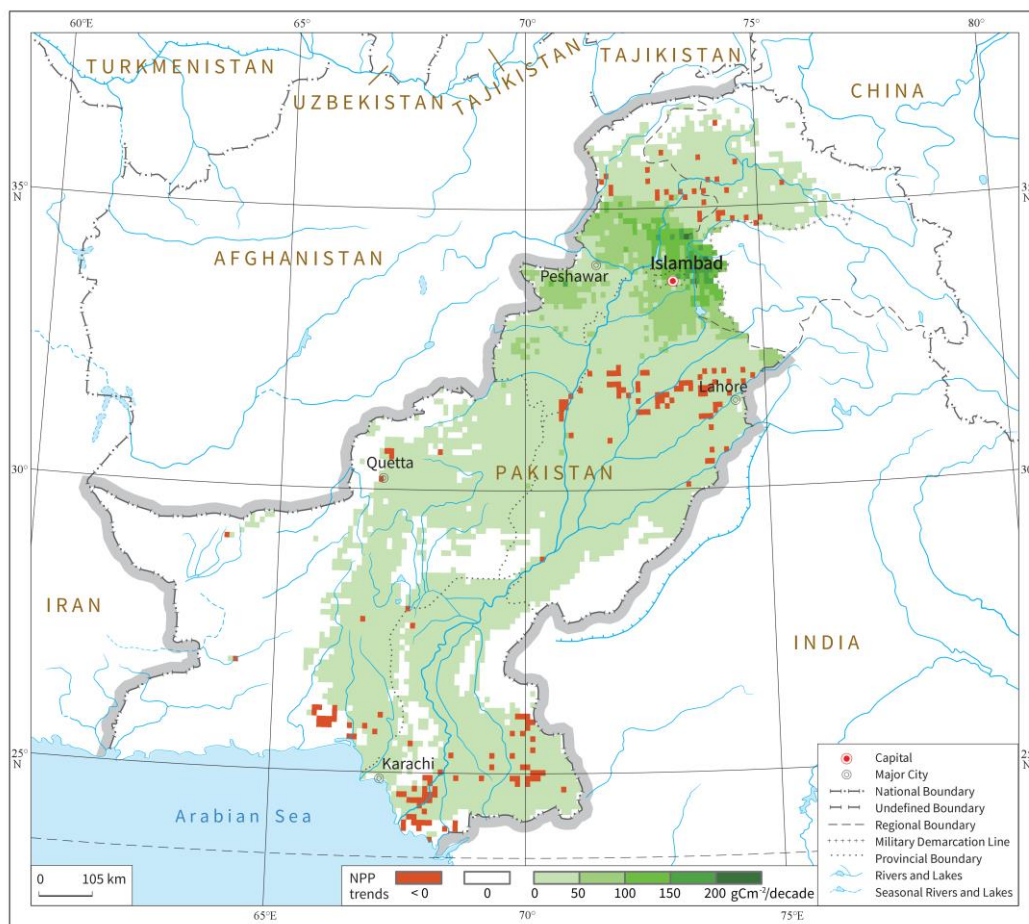 60°E
65°
70°
75°
80°
TURKMENISTAN
UZBEKISTAN
TAJIKISTAN
TAJIKISTAN
CHINA
35°
N
AFGHANISTAN
Peshawar
Islambad
Lahore
30°
N
30°
N
Quetta
PAKISTAN
IRAN
INDIA
25°
N
25°
N
Karachi
Arabian Sea
Capital
Major City
National Boundary
Undefined Boundary
Regional Boundary
Military Demarcation Line
Provincial Boundary
Rivers and Lakes
Seasonal Rivers and Lakes
0 105 km
NPP
trends
< 0
0
0 50 100 150 200 gCm⁻²/decade
65°E
70°E
75°E